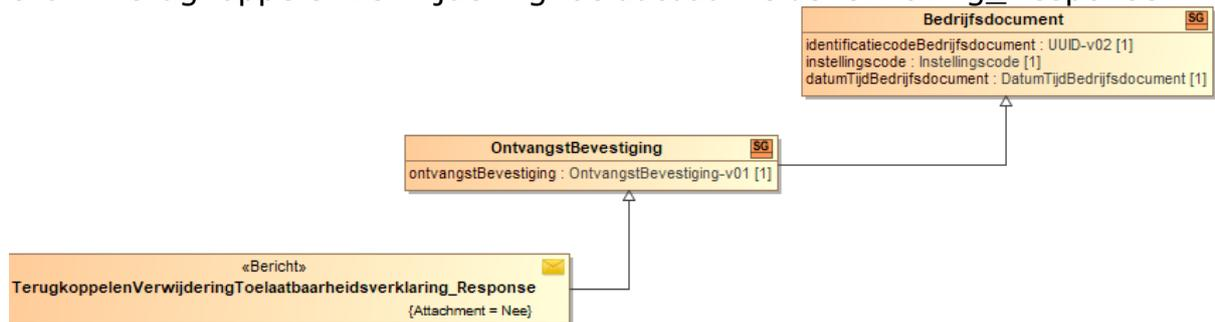 Bedrijfsdocument
SG
identificatiecodeBedrijfsdocument : UUID-v02 [1]
instellingscode : Instellingscode [1]
datumTijdBedrijfsdocument : DatumTijdBedrijfsdocument [1]
OntvangstBevestiging
SG
ontvangstBevestiging : OntvangstBevestiging-v01 [1]
«Bericht»
TerugkoppelenVerwijderingToelaatbaarheidsverklaring_Response
{Attachment = Nee}